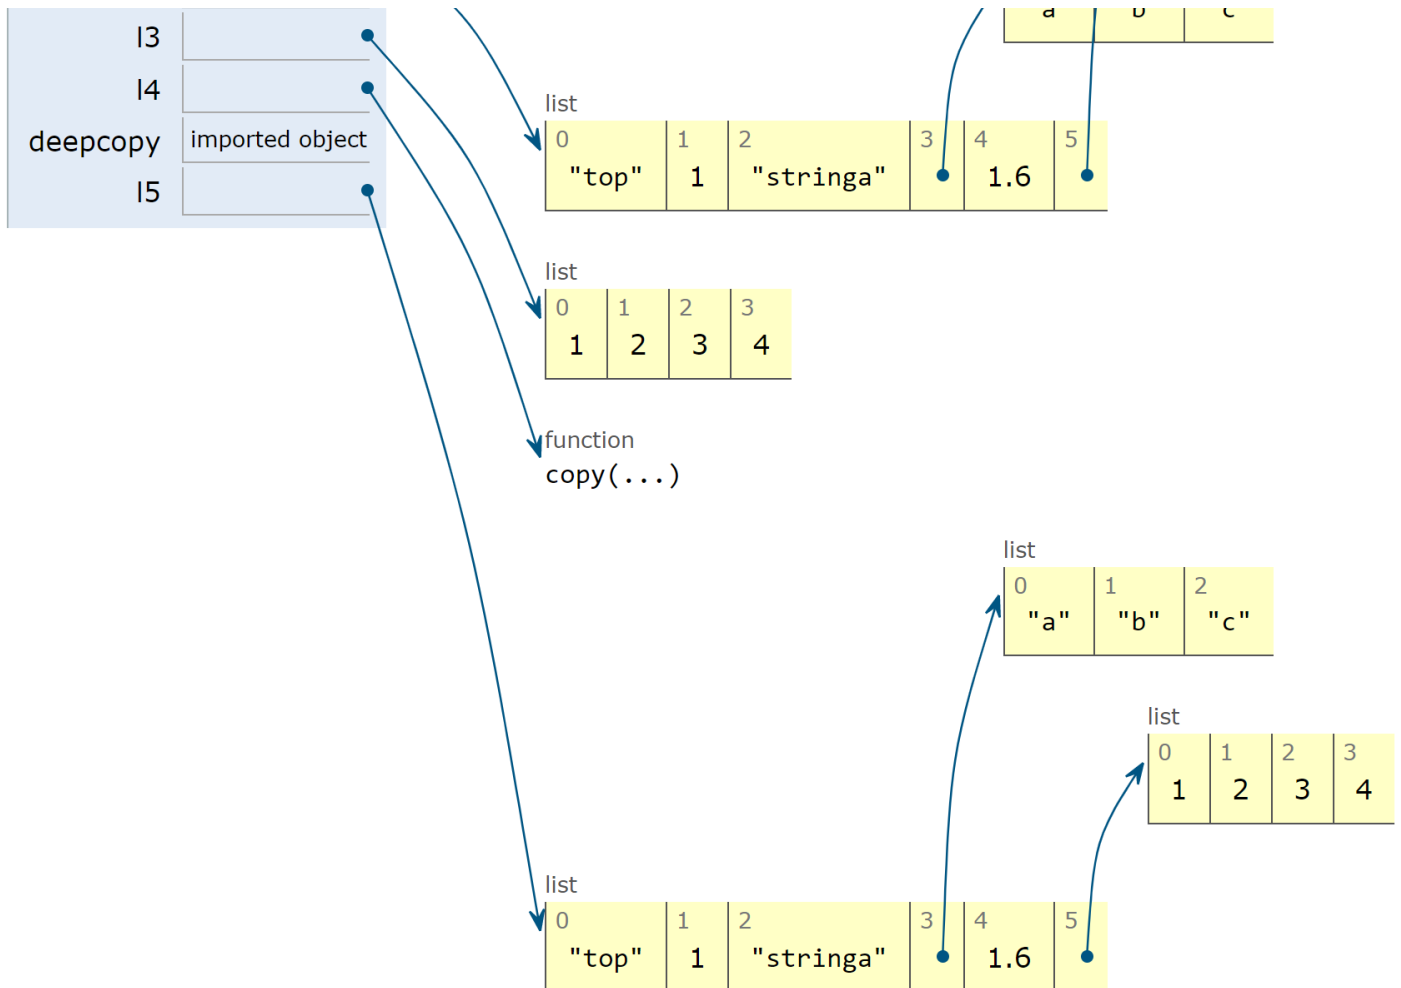 a b c
l3
l4
deepcopy imported object
l5
list
0 1 2 3 4 5
"top" 1 "stringa" 1.6
list
0 1 2 3
1 2 3 4
function
copy(...)
list
0 1 2
"a" "b" "c"
list
0 1 2 3
1 2 3 4
list
0 1 2 3 4 5
"top" 1 "stringa" 1.6